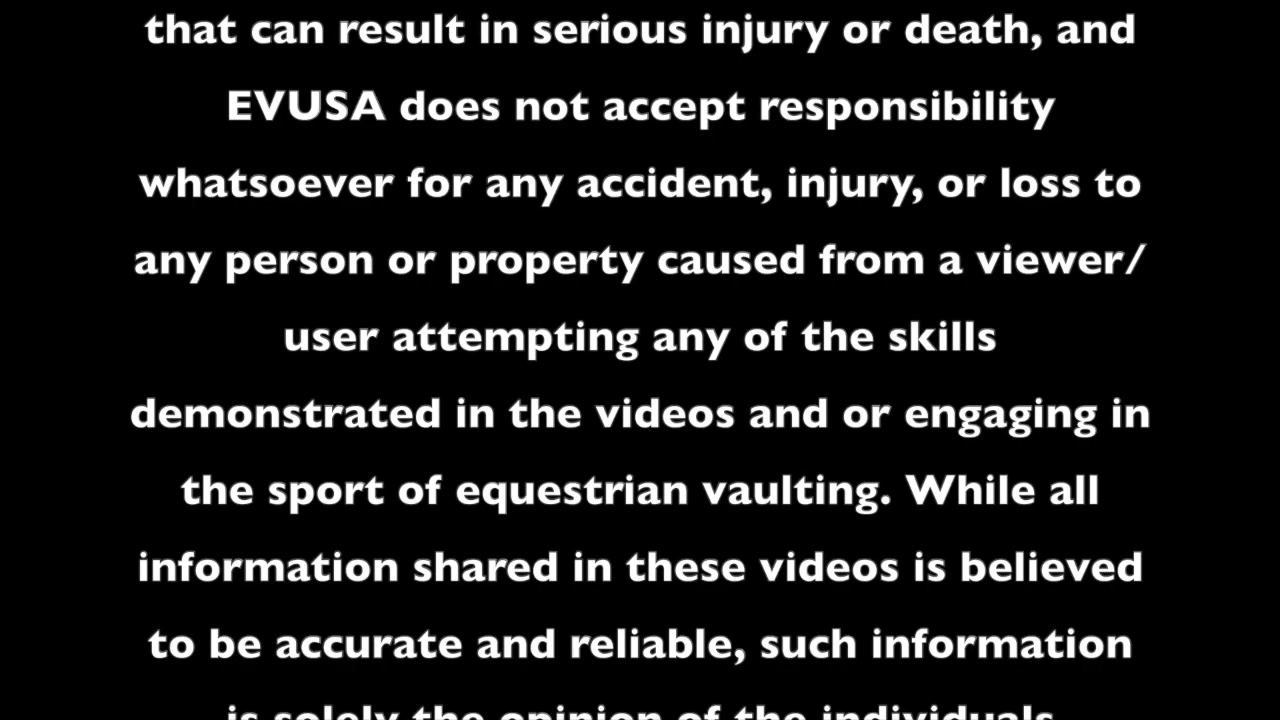 that can result in serious injury or death, and
EVUSA does not accept responsibility
whatsoever for any accident, injury, or loss to
any person or property caused from a viewer/
user attempting any of the skills
demonstrated in the videos and or engaging in
the sport of equestrian vaulting. While all
information shared in these videos is believed
to be accurate and reliable, such information
is solely the opinion of the individuals